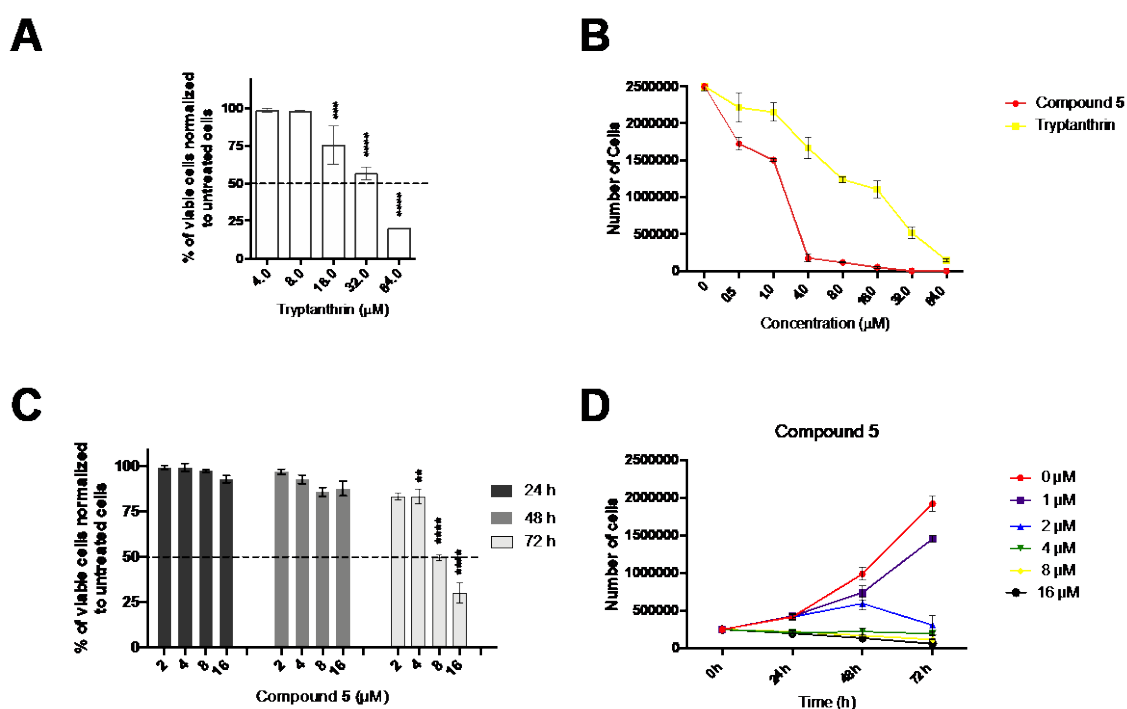 A
% of viable cells normalized
to untreated cells
100
75
50
25
0
***
****
****
4.0
8.0
16.0
32.0
64.0
Tryptanthrin (μM)
B
Number of Cells
2500000
2000000
1500000
1000000
500000
0
0
0.5
1.0
4.0
8.0
16.0
32.0
64.0
Concentration (μM)
Compound 5
Tryptanthrin
C
% of viable cells normalized
to untreated cells
100
75
50
25
0
**
****
****
2
4
8
16
2
4
8
16
2
4
8
16
Compound 5 (μM)
24 h
48 h
72 h
D
Compound 5
Number of cells
2500000
2000000
1500000
1000000
500000
0
0h
24h
48h
72h
Time (h)
0 μM
1 μM
2 μM
4 μM
8 μM
16 μM